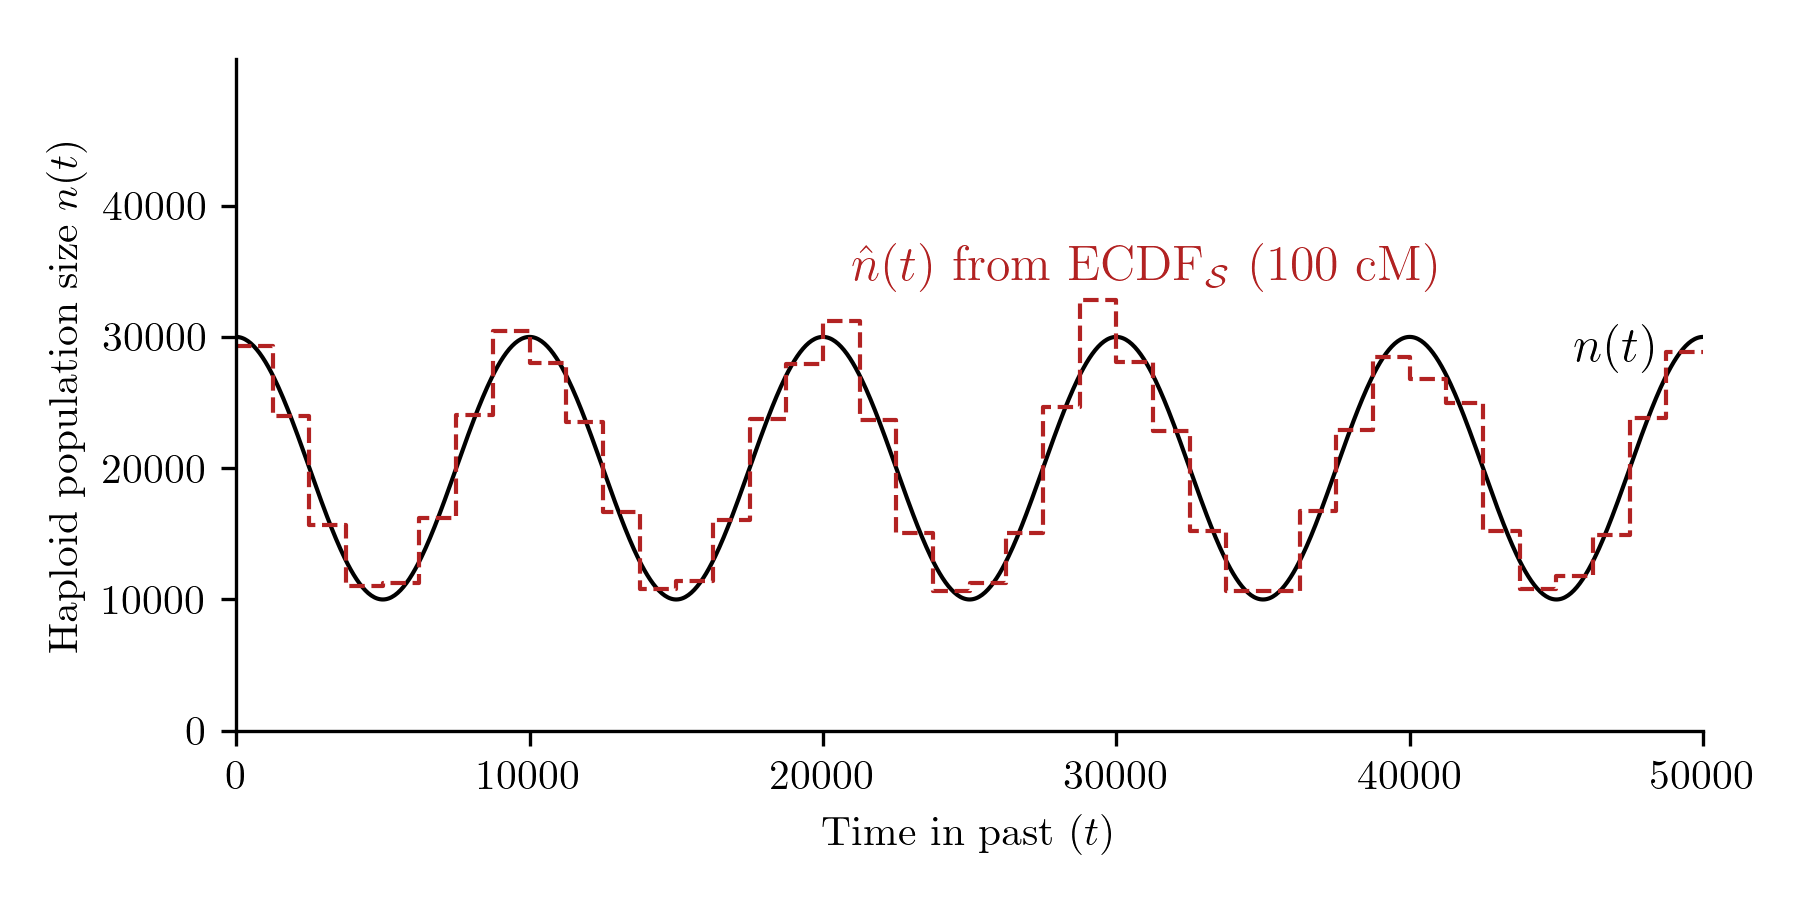 Haploid population size n(t)
40000
30000
20000
10000
0
n̂(t) from ECDF𝒮 (100 cM)
n(t)
0 10000 20000 30000 40000 50000
Time in past (t)